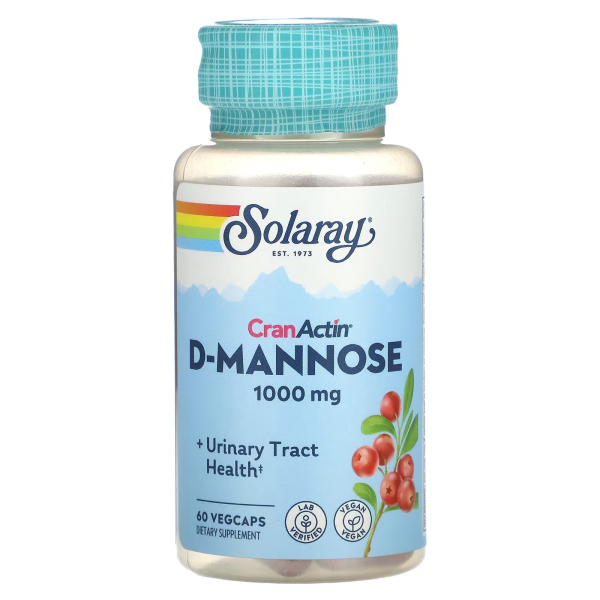 Solaray®
EST. 1973
CranActin®
D-MANNOSE
1000 mg
+ Urinary Tract
Health‡
60 VEGCAPS
DIETARY SUPPLEMENT
LAB VERIFIED
VEGAN VEGAN